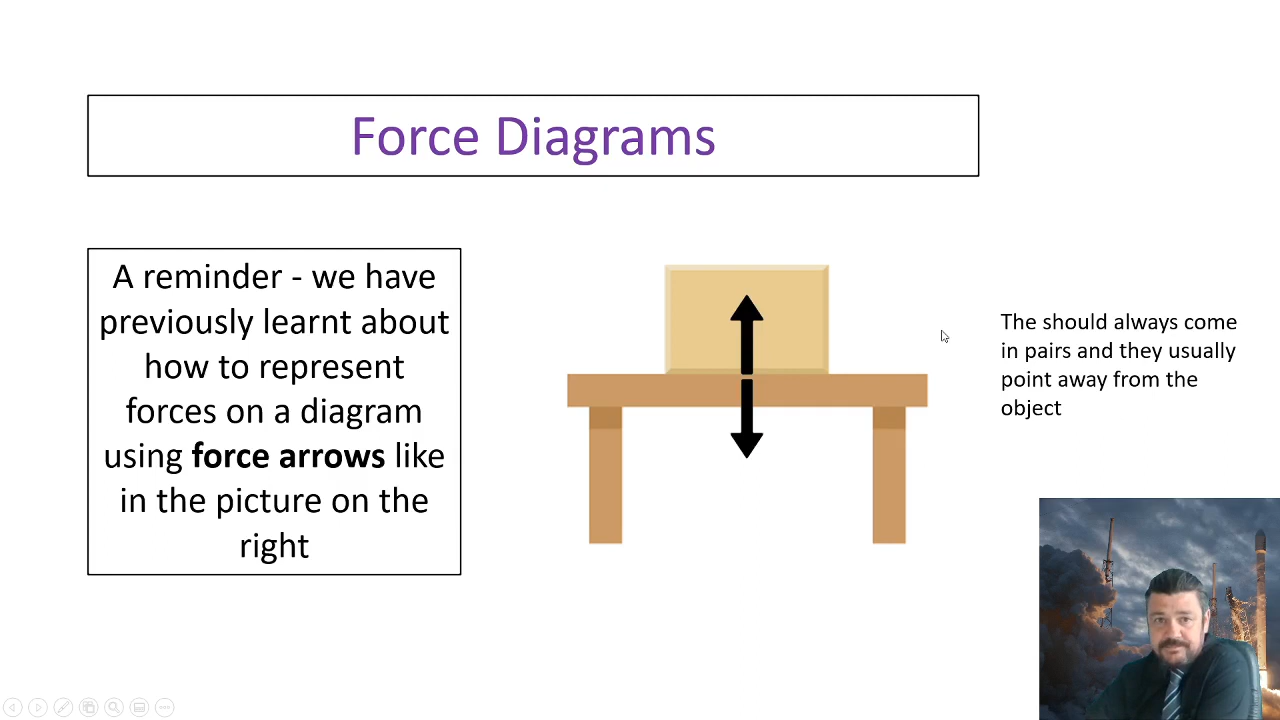 Force Diagrams
A reminder - we have
previously learnt about
how to represent
forces on a diagram
using force arrows like
in the picture on the
right
The should always come
in pairs and they usually
point away from the
object